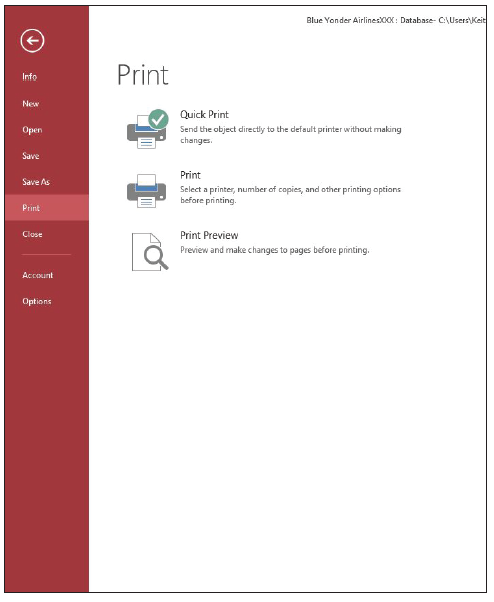 Blue Yonder AirlinesXXX : Database- C:\Users\Keit
Info
New
Open
Save
Save As
Print
Close
Account
Options
Print
Quick Print
Send the object directly to the default printer without making
changes.
Print
Select a printer, number of copies, and other printing options
before printing.
Print Preview
Preview and make changes to pages before printing.